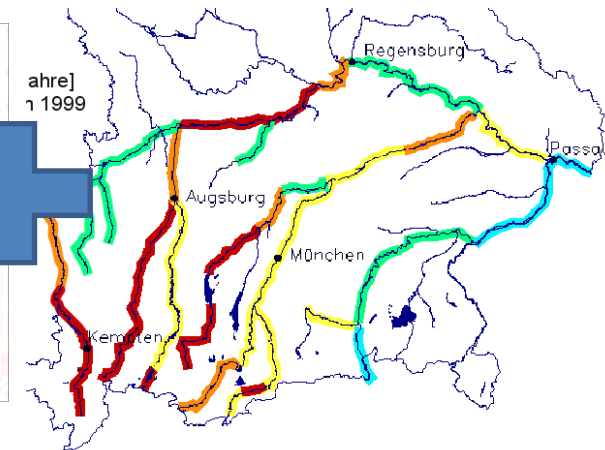 Regensburg
ahre]
n 1999
Passau
Augsburg
München
Kempten